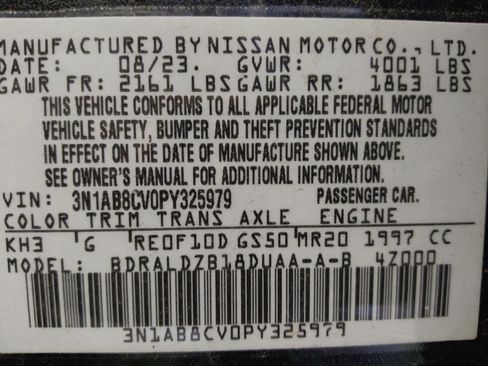 MANUFACTURED BY NISSAN MOTOR CO., LTD.
DATE: 08/23. GVWR: 4001 LBS
GAWR FR: 2161 LBS GAWR RR: 1863 LBS
THIS VEHICLE CONFORMS TO ALL APPLICABLE FEDERAL MOTOR
VEHICLE SAFETY, BUMPER AND THEFT PREVENTION STANDARDS
IN EFFECT ON THE DATE OF MANUFACTURE SHOWN ABOVE.
SEE OWNER'S MANUAL FOR ADDITIONAL INFORMATION.
VIN: 3N1AB8CV0PY325979 PASSENGER CAR.
COLOR TRIM TRANS AXLE ENGINE
KH3 G RE0F10D GS50 MR20 1997 CC
MODEL: BDRALDZB18DUAA-A-B 4Z000
3N1AB8CV0PY325979